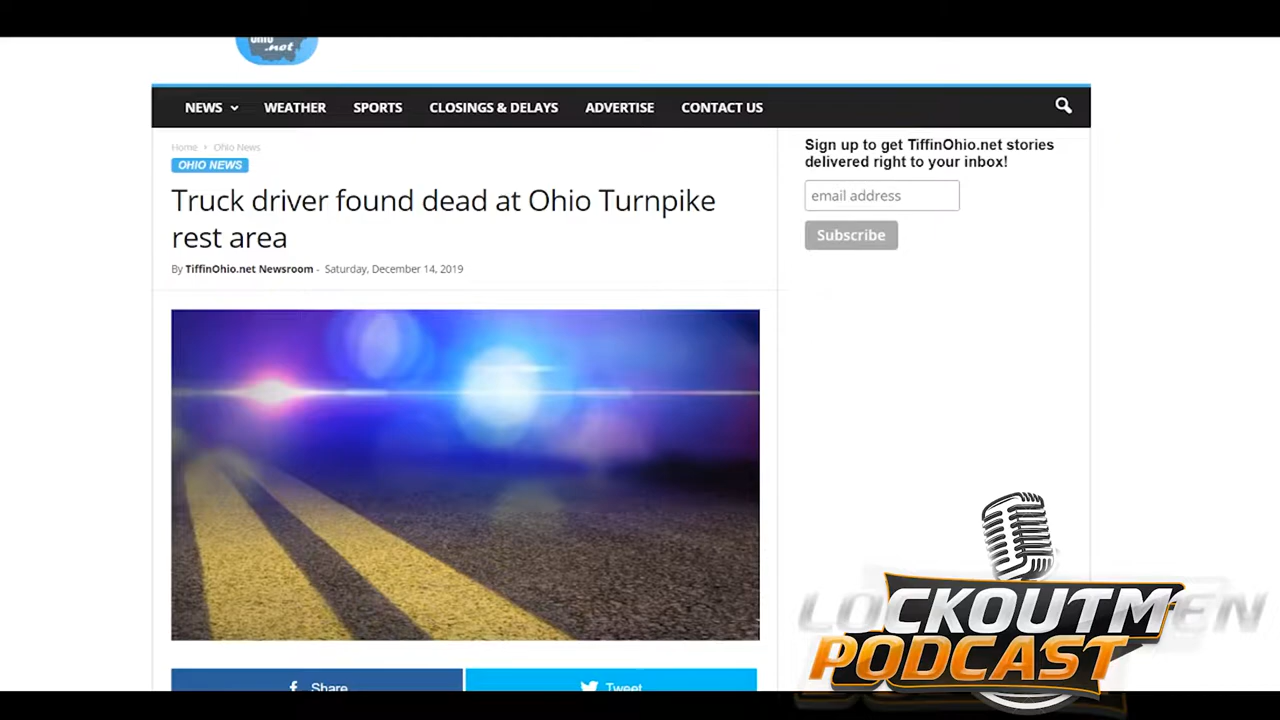 Ohio
.net
NEWS
WEATHER
SPORTS
CLOSINGS & DELAYS
ADVERTISE
CONTACT US
Home › Ohio News
OHIO NEWS
Truck driver found dead at Ohio Turnpike
rest area
By TiffinOhio.net Newsroom - Saturday, December 14, 2019
Sign up to get TiffinOhio.net stories
delivered right to your inbox!
email address
Subscribe
Share
Tweet
LOCKOUTMEN
PODCAST